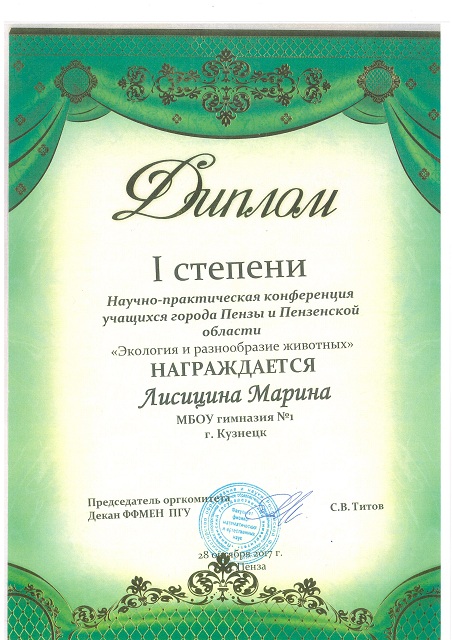 Диплом
I степени
Научно-практическая конференция
учащихся города Пензы и Пензенской
области
«Экология и разнообразие животных»
НАГРАЖДАЕТСЯ
Лисицина Марина
МБОУ гимназия №1
г. Кузнецк
Председатель оргкомитета
Декан ФФМЕН ПГУ
С.В. Титов
28 октября 2017 г.
Пенза